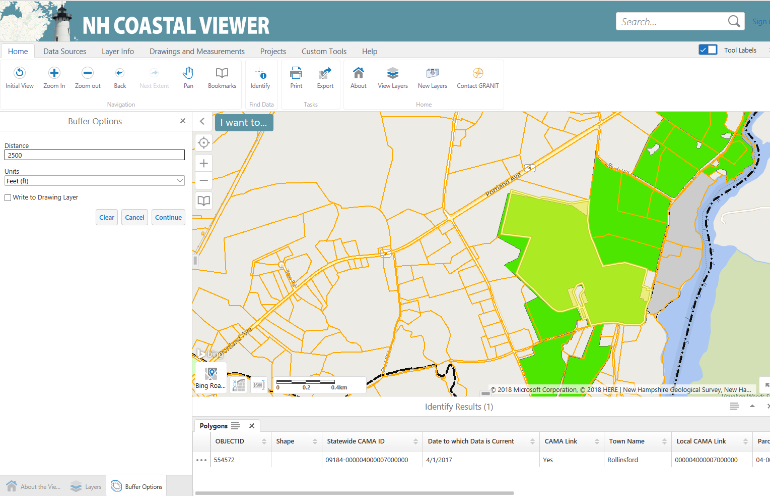 NH COASTAL VIEWER
Search...
Sign
Home Data Sources Layer Info Drawings and Measurements Projects Custom Tools Help
Tool Labels
Initial View Zoom In Zoom out Back Next Extent Pan Bookmarks Identify Print Export About View Layers New Layers Contact GRANIT
Navigation Find Data Tasks Home
Buffer Options
I want to...
Distance
2500
Units
Feet (ft)
Write to Drawing Layer
Clear Cancel Continue
Portland Ave
Bing Roa...
0 0.2 0.4km
© 2018 Microsoft Corporation, © 2018 HERE | New Hampshire Geological Survey, New Ha...
Identify Results (1)
Polygons
OBJECTID Shape Statewide CAMA ID Date to which Data is Current CAMA Link Town Name Local CAMA Link Parc
554572 09184-000004000007000000 4/1/2017 Yes Rollinsford 000004000007000000 04-0
About the Vie... Layers Buffer Options